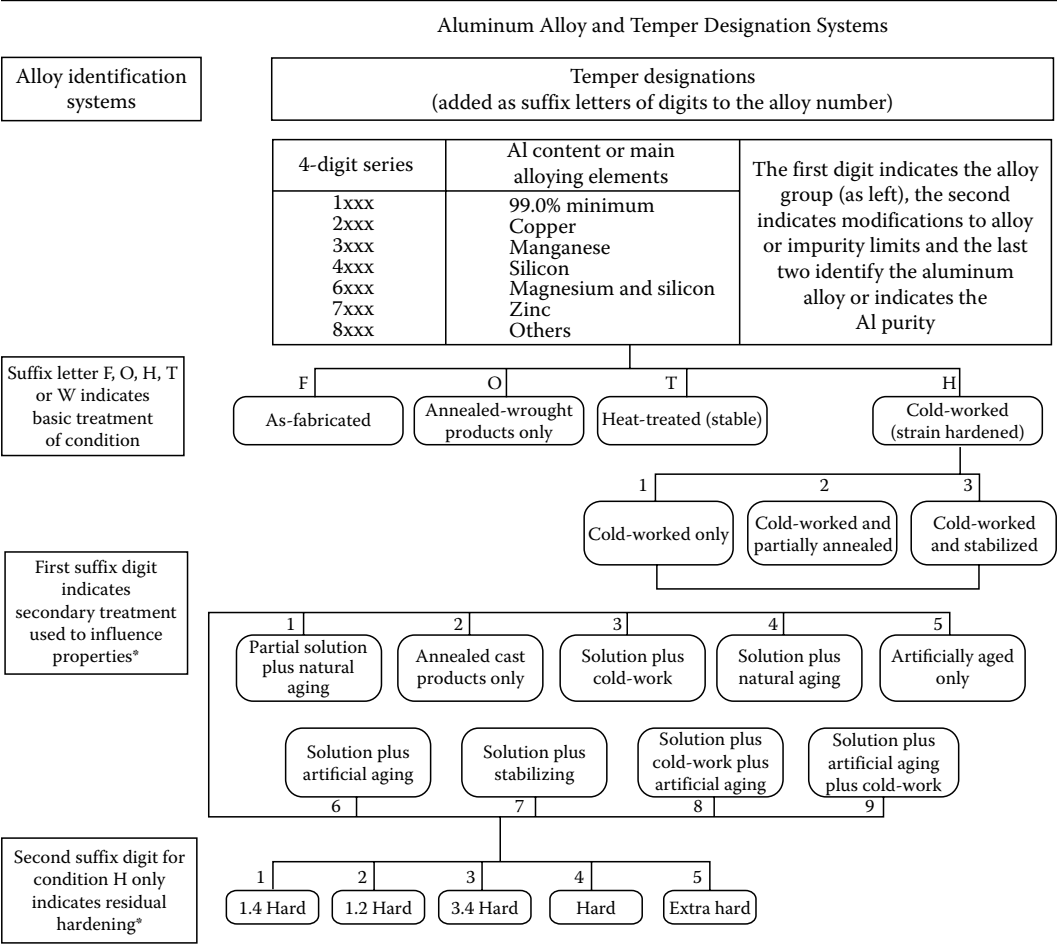 Aluminum Alloy and Temper Designation Systems
Alloy identification
systems
Temper designations
(added as suffix letters of digits to the alloy number)
4-digit series
Al content or main
alloying elements
1xxx
99.0% minimum
2xxx
Copper
3xxx
Manganese
4xxx
Silicon
6xxx
Magnesium and silicon
7xxx
Zinc
8xxx
Others
The first digit indicates the alloy
group (as left), the second
indicates modifications to alloy
or impurity limits and the last
two identify the aluminum
alloy or indicates the
Al purity
Suffix letter F, O, H, T
or W indicates
basic treatment
of condition
F
As-fabricated
O
Annealed-wrought
products only
T
Heat-treated (stable)
H
Cold-worked
(strain hardened)
1
Cold-worked only
2
Cold-worked and
partially annealed
3
Cold-worked
and stabilized
First suffix digit
indicates
secondary treatment
used to influence
properties*
1
Partial solution
plus natural
aging
2
Annealed cast
products only
3
Solution plus
cold-work
4
Solution plus
natural aging
5
Artificially aged
only
Solution plus
artificial aging
6
Solution plus
stabilizing
7
Solution plus
cold-work plus
artificial aging
8
Solution plus
artificial aging
plus cold-work
9
Second suffix digit for
condition H only
indicates residual
hardening*
1
1.4 Hard
2
1.2 Hard
3
3.4 Hard
4
Hard
5
Extra hard